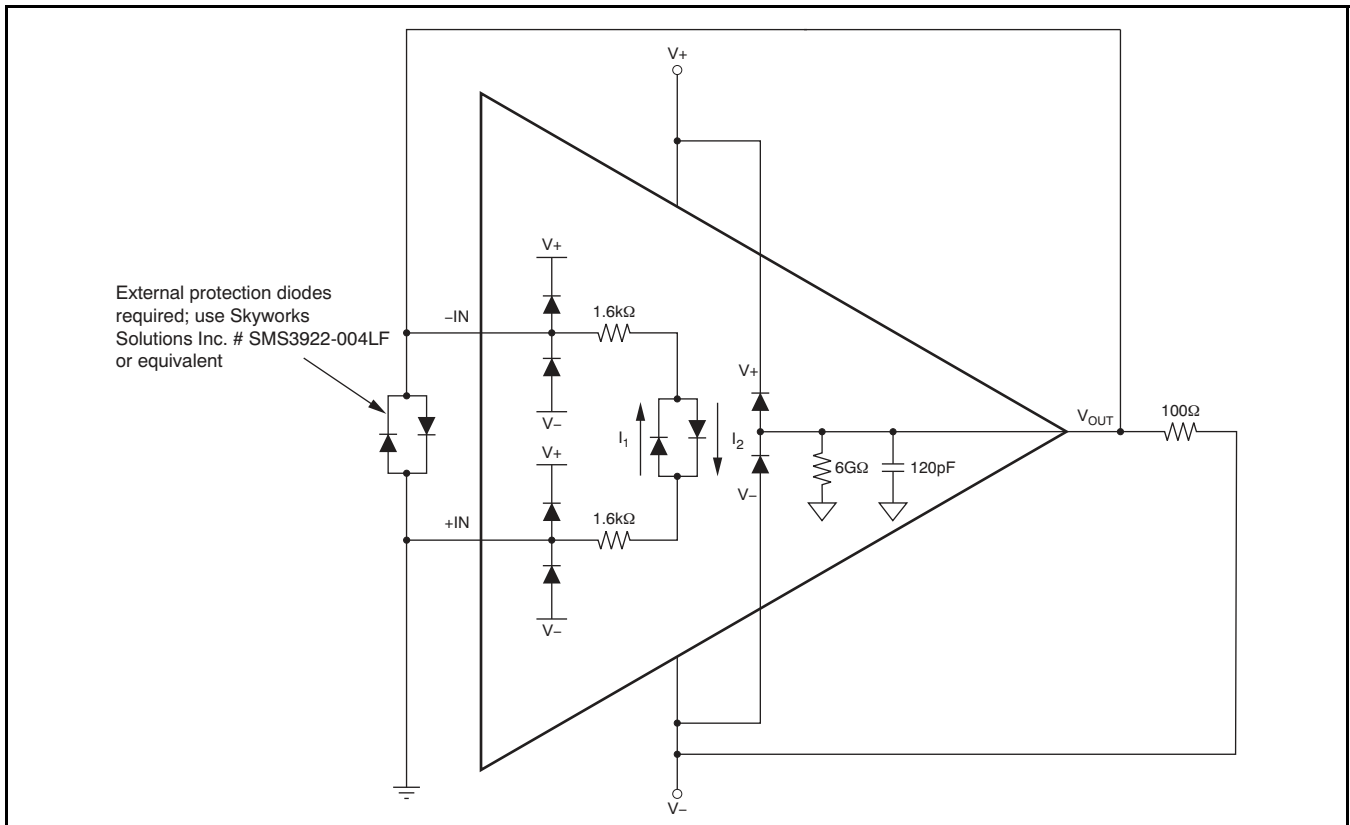 V+
V+
External protection diodes
required; use Skyworks
Solutions Inc. # SMS3922-004LF
or equivalent
–IN
1.6kΩ
V–
V+
I1
I2
V+
V–
6GΩ
120pF
VOUT
100Ω
+IN
1.6kΩ
V–
V–